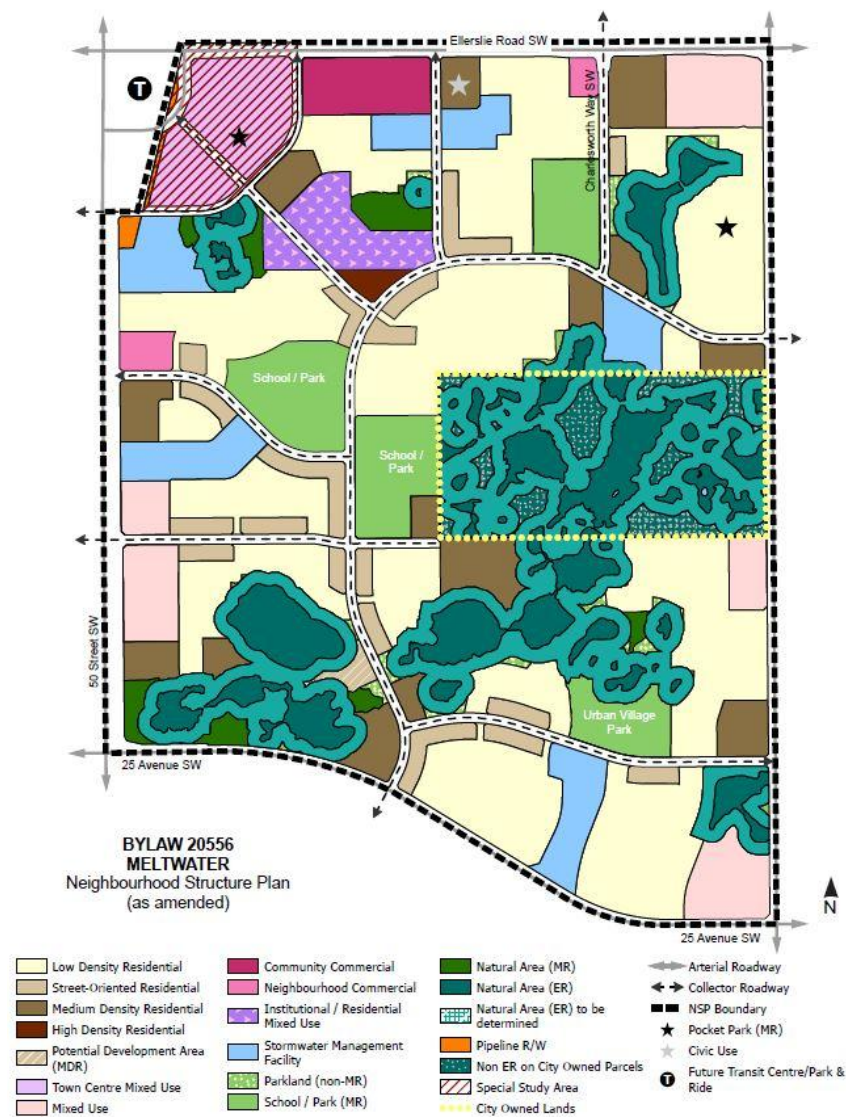 Ellerslie Road SW
T
Charlesworth Way SW
School / Park
School /
Park
50 Street SW
Urban Village
Park
25 Avenue SW
BYLAW 20556
MELTWATER
Neighbourhood Structure Plan
(as amended)
N
25 Avenue SW
Low Density Residential
Street-Oriented Residential
Medium Density Residential
High Density Residential
Potential Development Area
(MDR)
Town Centre Mixed Use
Mixed Use
Community Commercial
Neighbourhood Commercial
Institutional / Residential
Mixed Use
Stormwater Management
Facility
Parkland (non-MR)
School / Park (MR)
Natural Area (MR)
Natural Area (ER)
Natural Area (ER) to be
determined
Pipeline R/W
Non ER on City Owned Parcels
Special Study Area
City Owned Lands
Arterial Roadway
Collector Roadway
NSP Boundary
Pocket Park (MR)
Civic Use
T
Future Transit Centre/Park &
Ride